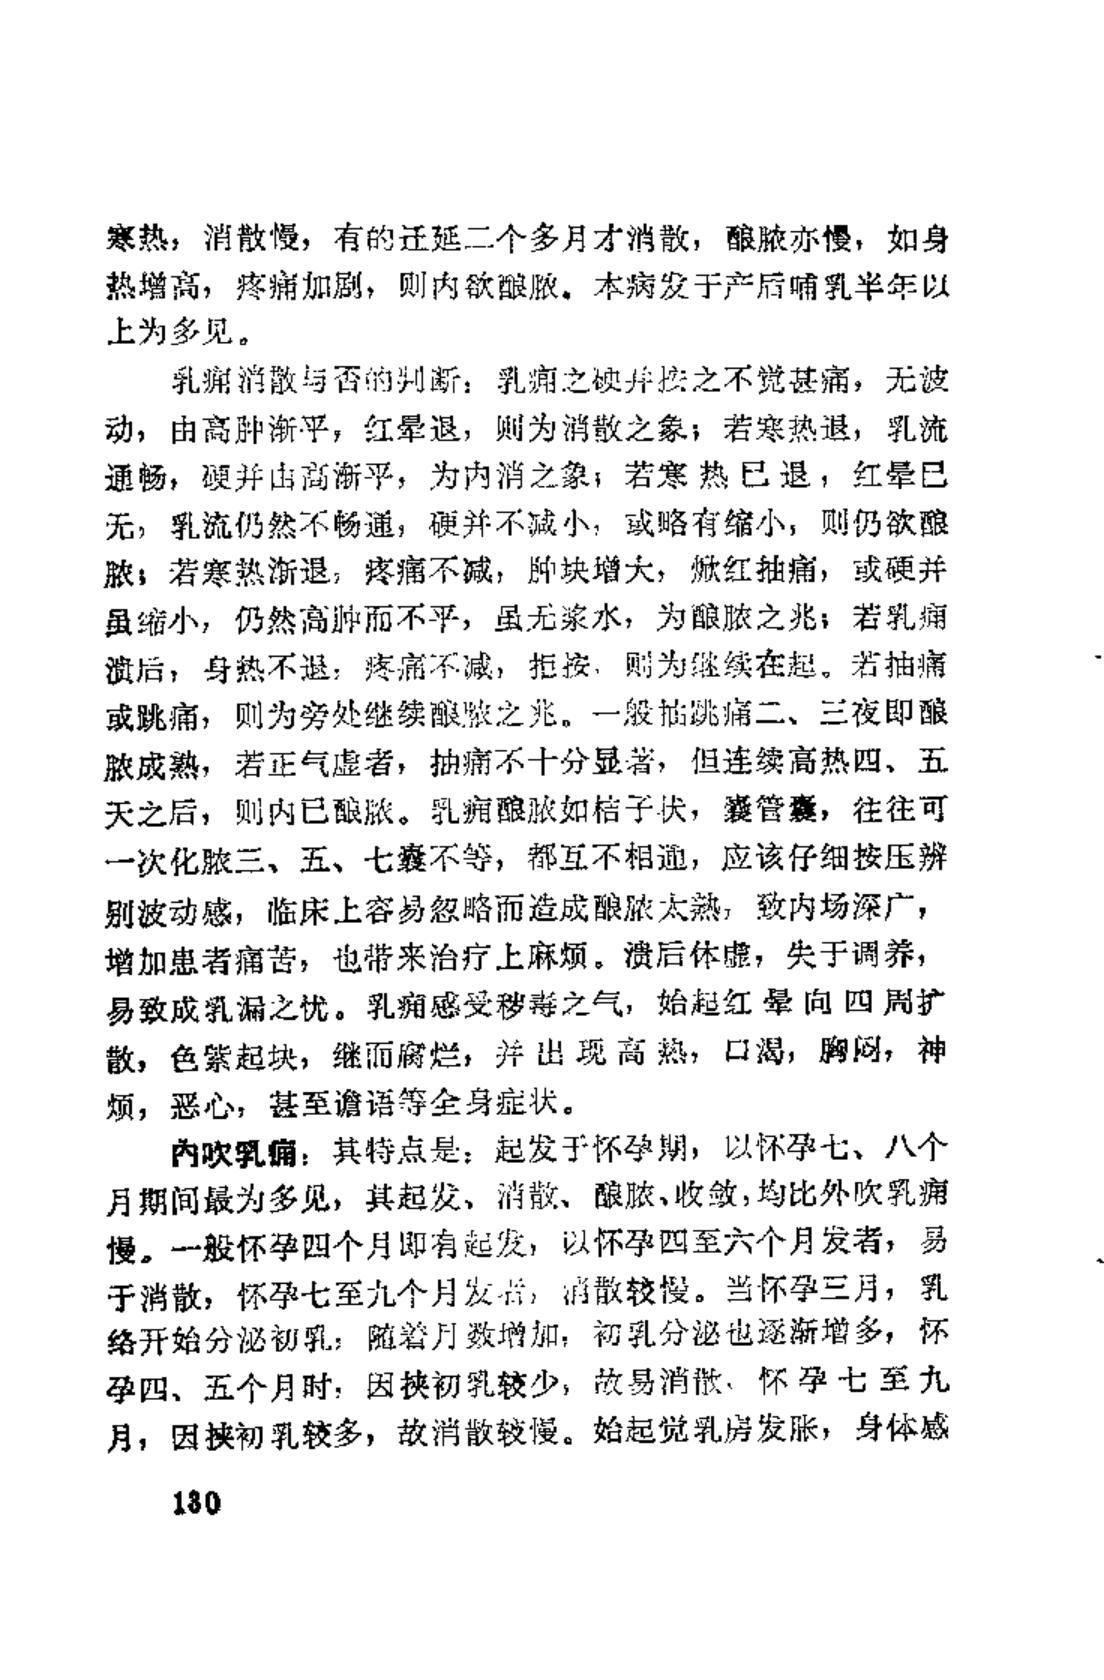 寒热，消散慢，有的迁延二个多月才消散，酿脓亦慢，如身
热增高，疼痛加剧，则内欲酿脓。本病发于产后哺乳半年以
上为多见。
乳痈消散与否的判断：乳痈之硬并按之不觉甚痛，无波
动，由高肿渐平，红晕退，则为消散之象；若寒热退，乳流
通畅，硬并由高渐平，为内消之象；若寒热已退，红晕已
无，乳流仍然不畅通，硬并不减小，或略有缩小，则仍欲酿
脓；若寒热渐退，疼痛不减，肿块增大，焮红抽痛，或硬并
虽缩小，仍然高肿而不平，虽无浆水，为酿脓之兆；若乳痈
溃后，身热不退，疼痛不减，拒按，则为继续在起。若抽痛
或跳痛，则为旁处继续酿脓之兆。一般抽跳痛二、三夜即酿
脓成熟，若正气虚者，抽痛不十分显著，但连续高热四、五
天之后，则内已酿脓。乳痈酿脓如桔子状，囊管囊，往往可
一次化脓三、五、七囊不等，都互不相通，应该仔细按压辨
别波动感，临床上容易忽略而造成酿脓太熟，致内场深广，
增加患者痛苦，也带来治疗上麻烦。溃后体虚，失于调养，
易致成乳漏之忧。乳痈感受秽毒之气，始起红晕向四周扩
散，色紫起块，继而腐烂，并出现高热，口渴，胸闷，神
烦，恶心，甚至谵语等全身症状。
内吹乳痈：其特点是：起发于怀孕期，以怀孕七、八个
月期间最为多见，其起发、消散、酿脓、收敛，均比外吹乳痈
慢。一般怀孕四个月即有起发，以怀孕四至六个月发者，易
于消散，怀孕七至九个月发者，消散较慢。当怀孕三月，乳
络开始分泌初乳，随着月数增加，初乳分泌也逐渐增多，怀
孕四、五个月时，因挟初乳较少，故易消散、怀孕七至九
月，因挟初乳较多，故消散较慢。始起觉乳房发胀，身体感
130